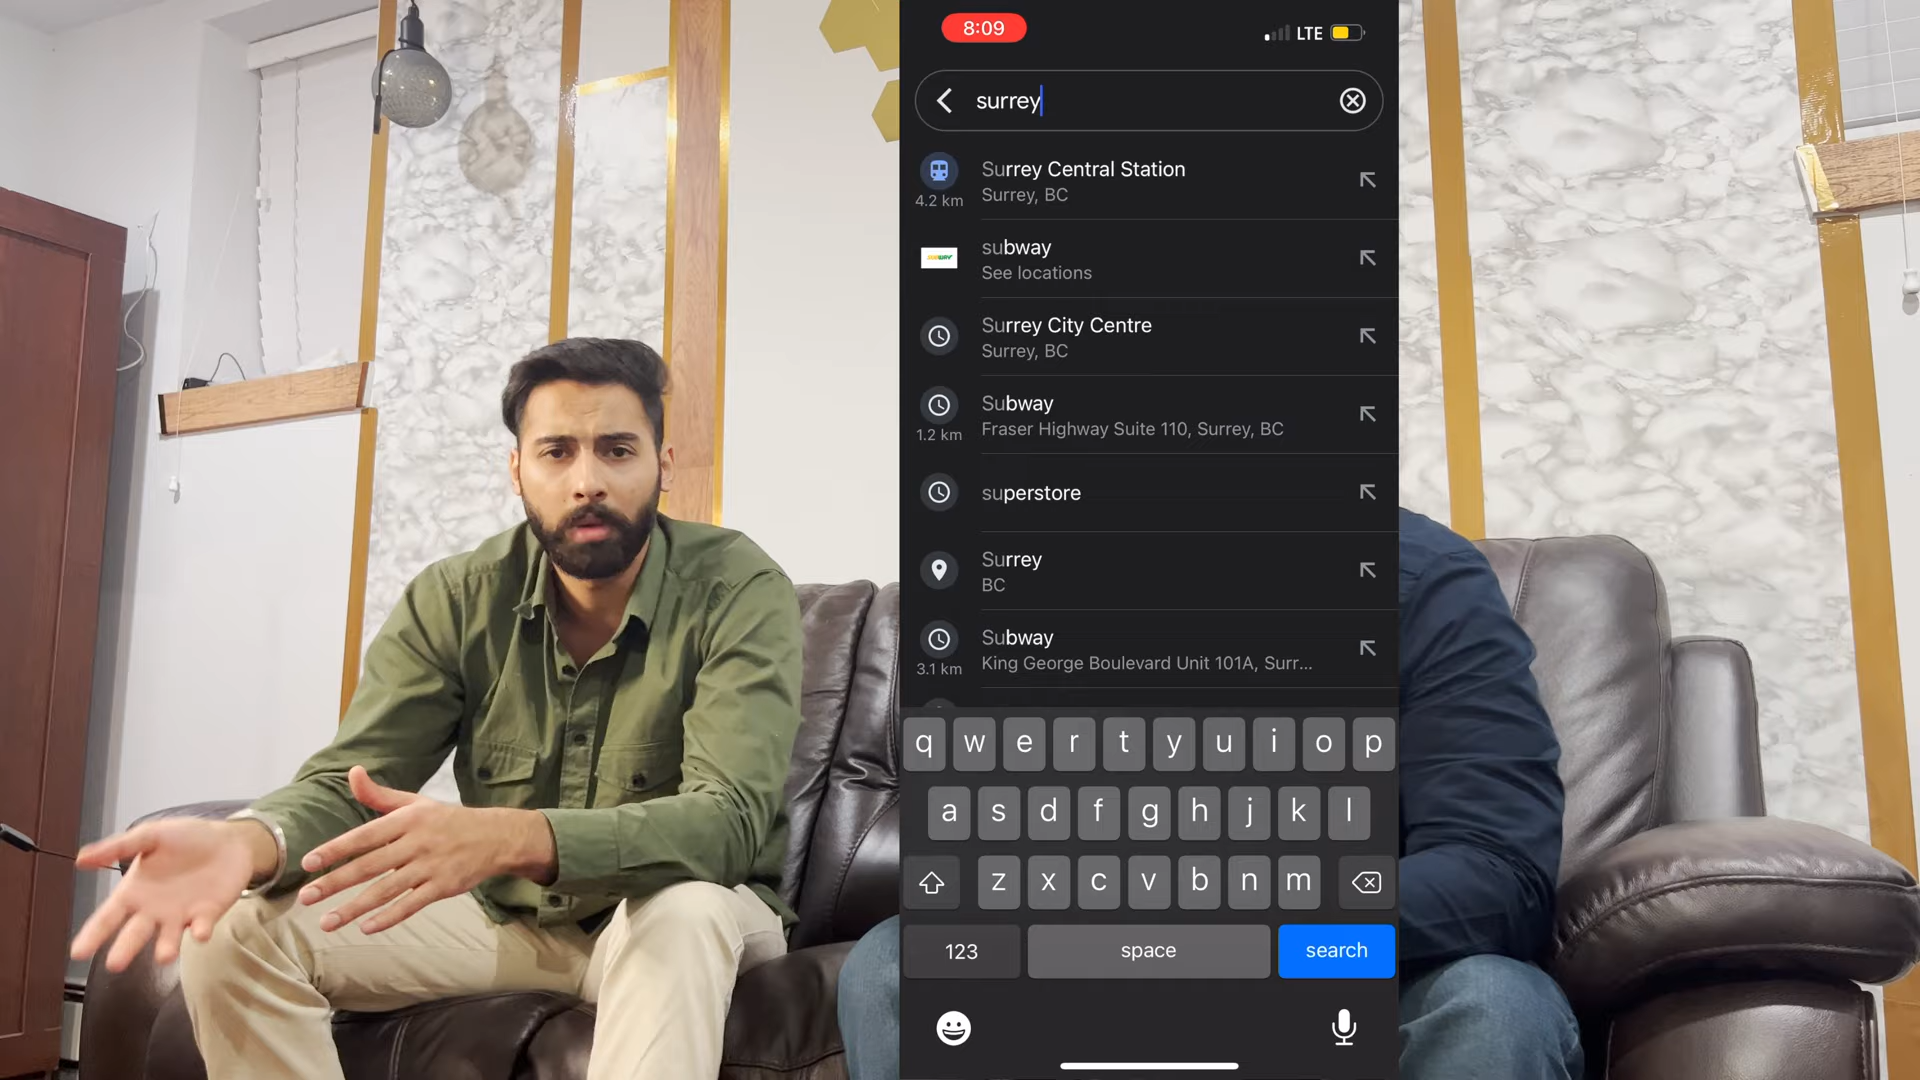 8:09
LTE
surrey
Surrey Central Station
Surrey, BC
4.2 km
subway
See locations
SUBWAY
Surrey City Centre
Surrey, BC
Subway
Fraser Highway Suite 110, Surrey, BC
1.2 km
superstore
Surrey
BC
Subway
King George Boulevard Unit 101A, Surr...
3.1 km
q w e r t y u i o p
a s d f g h j k l
z x c v b n m
123 space search